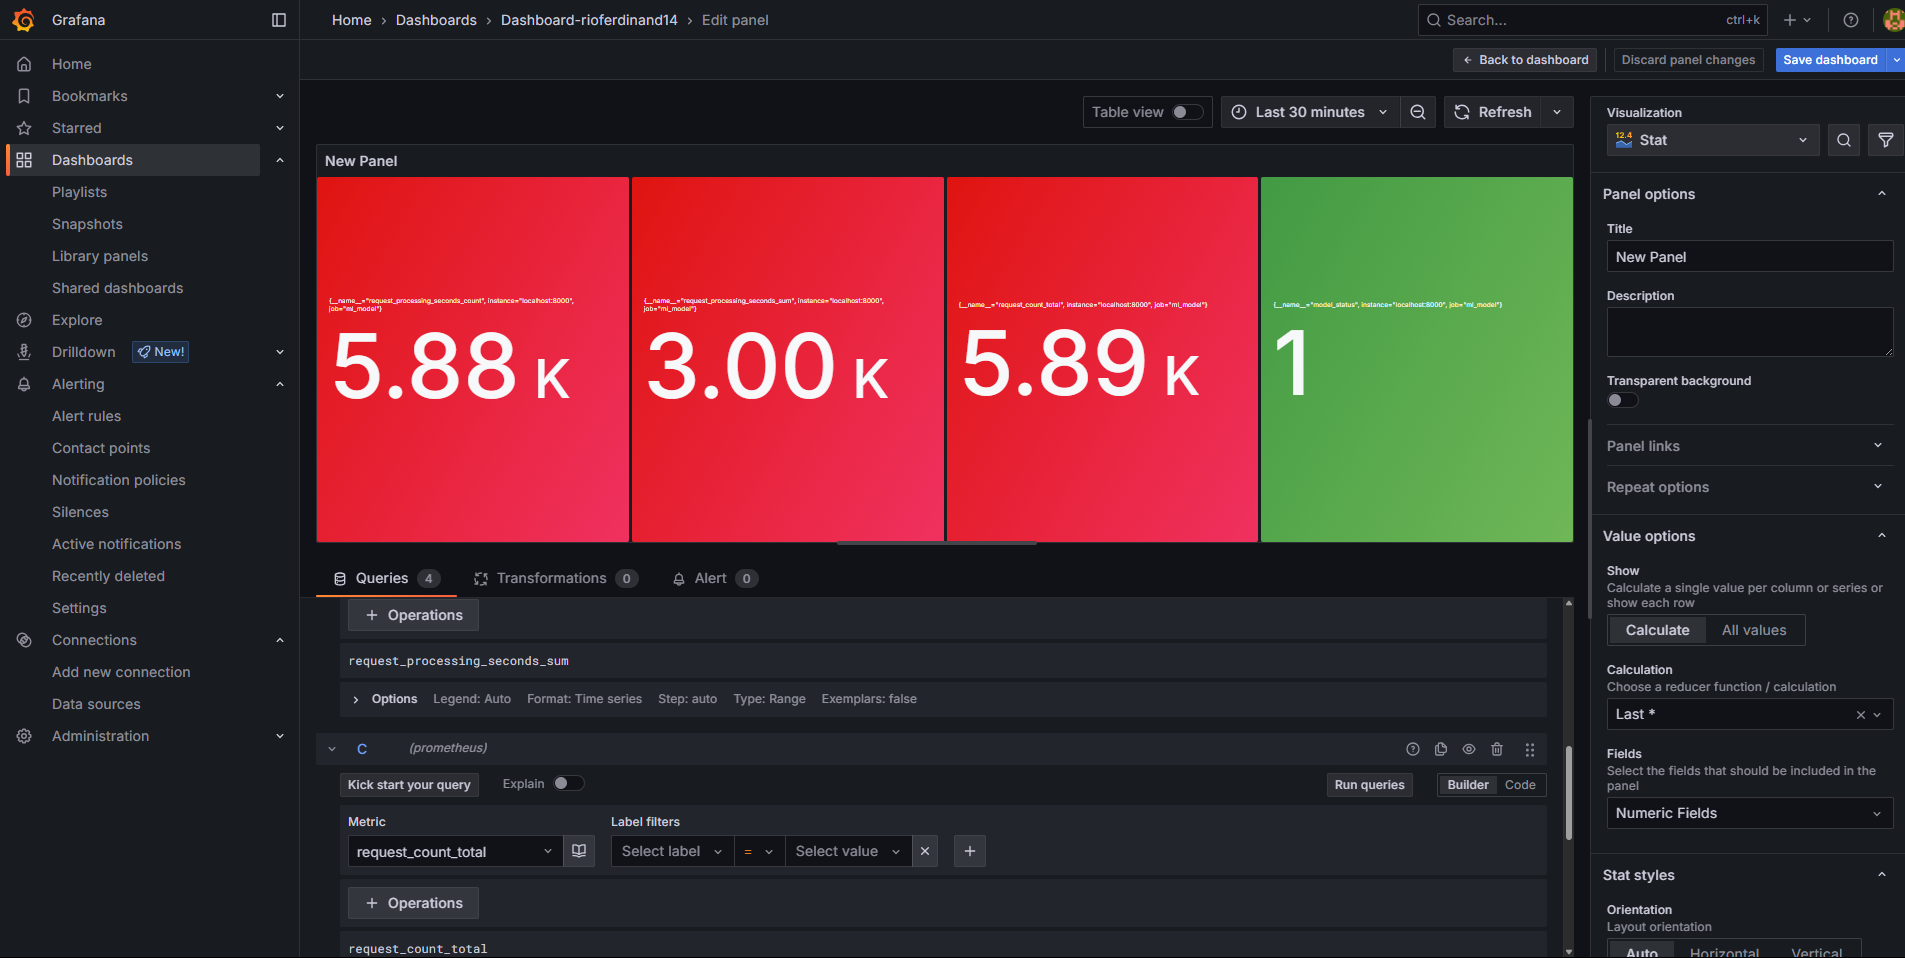 Grafana
Home › Dashboards › Dashboard-rioferdinand14 › Edit panel
Search...
ctrl+k
Back to dashboard
Discard panel changes
Save dashboard
Home
Bookmarks
Starred
Dashboards
Playlists
Snapshots
Library panels
Shared dashboards
Explore
Drilldown
New!
Alerting
Alert rules
Contact points
Notification policies
Silences
Active notifications
Recently deleted
Settings
Connections
Add new connection
Data sources
Administration
Table view
Last 30 minutes
Refresh
New Panel
{__name__="request_processing_seconds_count", instance="localhost:8000",
job="ml_model"}
5.88 K
{__name__="request_processing_seconds_sum", instance="localhost:8000",
job="ml_model"}
3.00 K
{__name__="request_count_total", instance="localhost:8000", job="ml_model"}
5.89 K
{__name__="model_status", instance="localhost:8000", job="ml_model"}
1
Queries 4
Transformations 0
Alert 0
+ Operations
request_processing_seconds_sum
Options Legend: Auto Format: Time series Step: auto Type: Range Exemplars: false
C (prometheus)
Kick start your query
Explain
Run queries
Builder
Code
Metric
Label filters
request_count_total
Select label
=
Select value
+ Operations
request_count_total
Visualization
12.4
Stat
Panel options
Title
New Panel
Description
Transparent background
Panel links
Repeat options
Value options
Show
Calculate a single value per column or series or
show each row
Calculate
All values
Calculation
Choose a reducer function / calculation
Last *
Fields
Select the fields that should be included in the
panel
Numeric Fields
Stat styles
Orientation
Layout orientation
Auto
Horizontal
Vertical